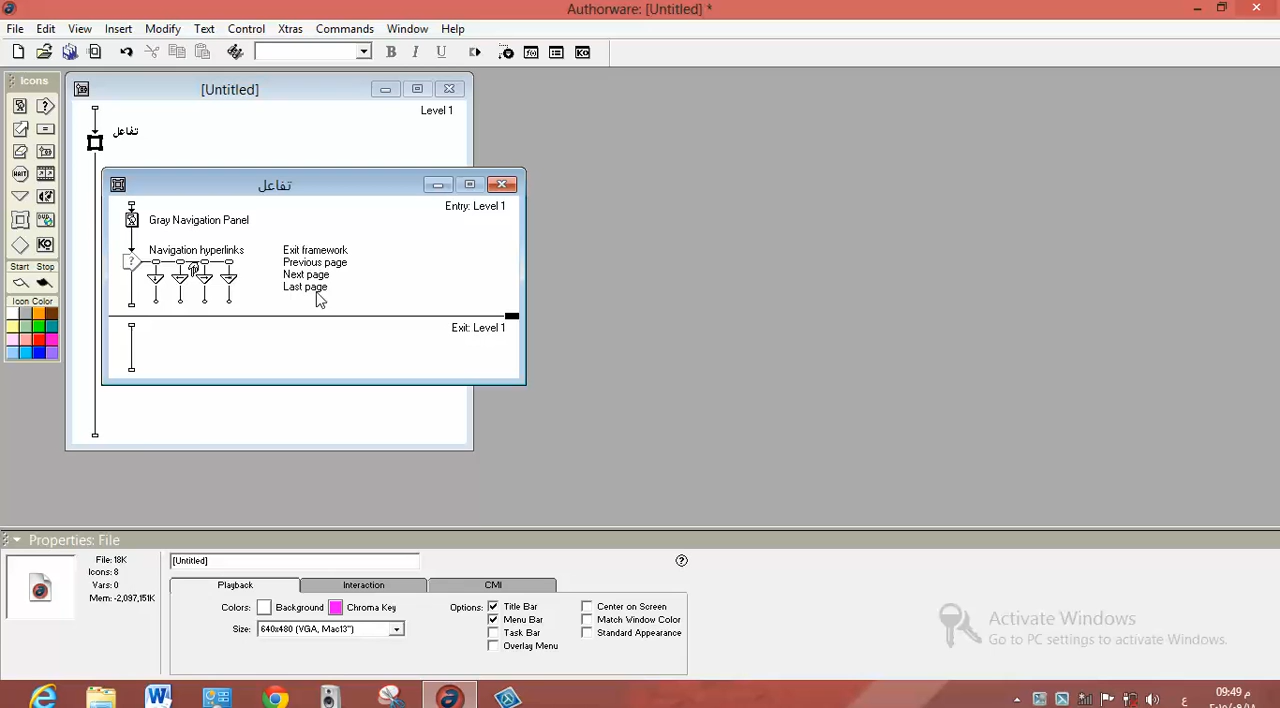 Authorware: [Untitled] *
File Edit View Insert Modify Text Control Xtras Commands Window Help
B I U
Icons
[Untitled]
Level 1
تفاعل
تفاعل
Entry: Level 1
Gray Navigation Panel
Navigation hyperlinks
Exit framework
Previous page
Next page
Last page
Exit: Level 1
WAIT
DVD
KO
Start Stop
Icon Color
Properties: File
File: 18K
Icons: 8
Vars: 0
Mem: -2,097,151K
[Untitled]
Playback Interaction CMI
Colors: Background Chroma Key
Size: 640x480 (VGA, Mac13")
Options: Title Bar
Menu Bar
Task Bar
Overlay Menu
Center on Screen
Match Window Color
Standard Appearance
Activate Windows
Go to PC settings to activate Windows.
ع
09:49 م